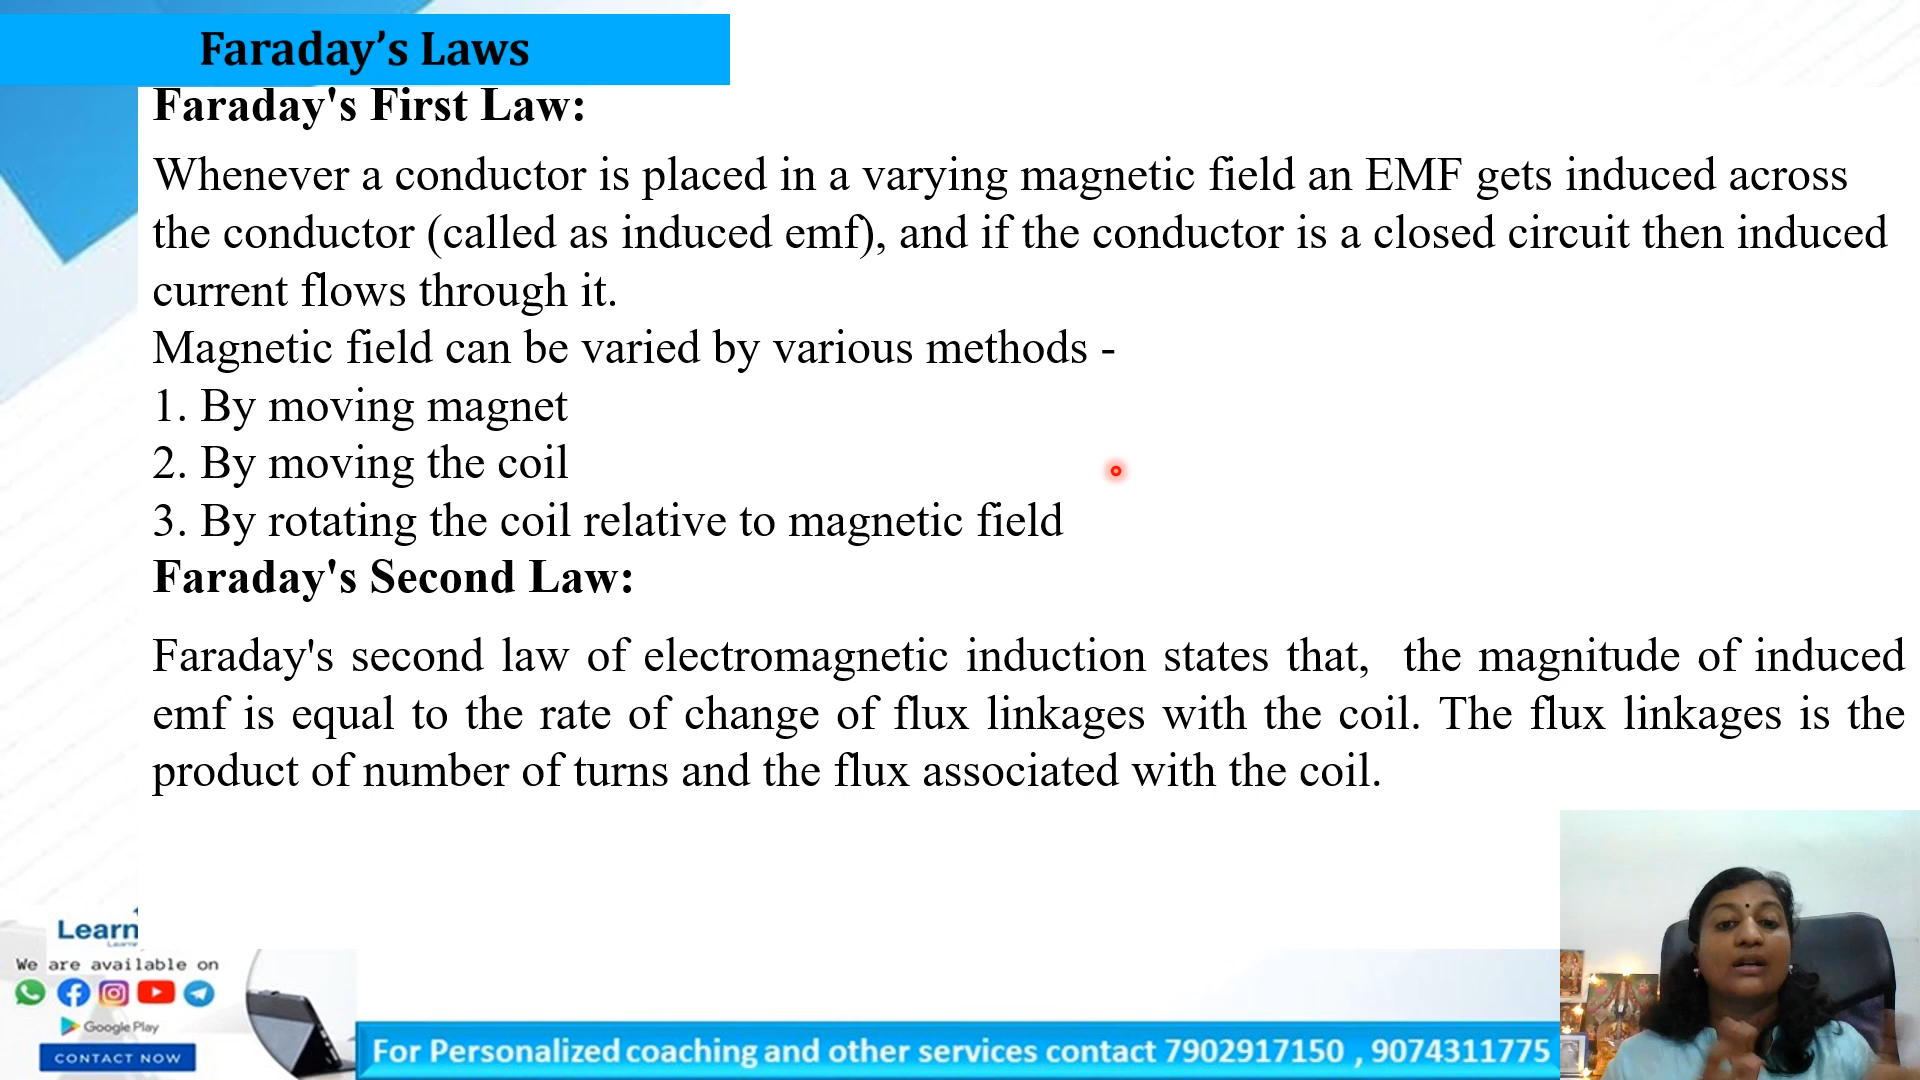 Faraday’s Laws
Faraday's First Law:
Whenever a conductor is placed in a varying magnetic field an EMF gets induced across
the conductor (called as induced emf), and if the conductor is a closed circuit then induced
current flows through it.
Magnetic field can be varied by various methods -
1. By moving magnet
2. By moving the coil
3. By rotating the coil relative to magnetic field
Faraday's Second Law:
Faraday's second law of electromagnetic induction states that,  the magnitude of induced
emf is equal to the rate of change of flux linkages with the coil. The flux linkages is the
product of number of turns and the flux associated with the coil.
Learn
We are available on
Google Play
CONTACT NOW
For Personalized coaching and other services contact 7902917150 , 9074311775